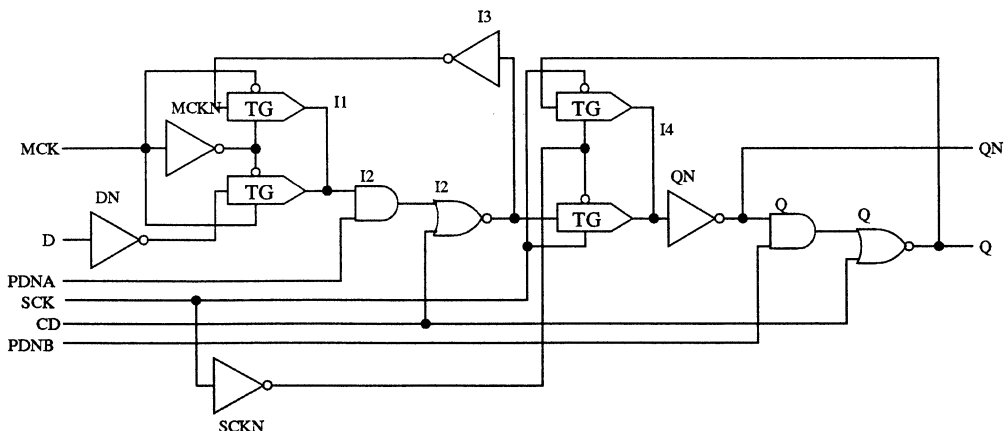 I3
MCKN
TG
I1
TG
I4
MCK
QN
DN
TG
I2
I2
QN
TG
Q
Q
D
Q
PDNA
SCK
CD
PDNB
SCKN